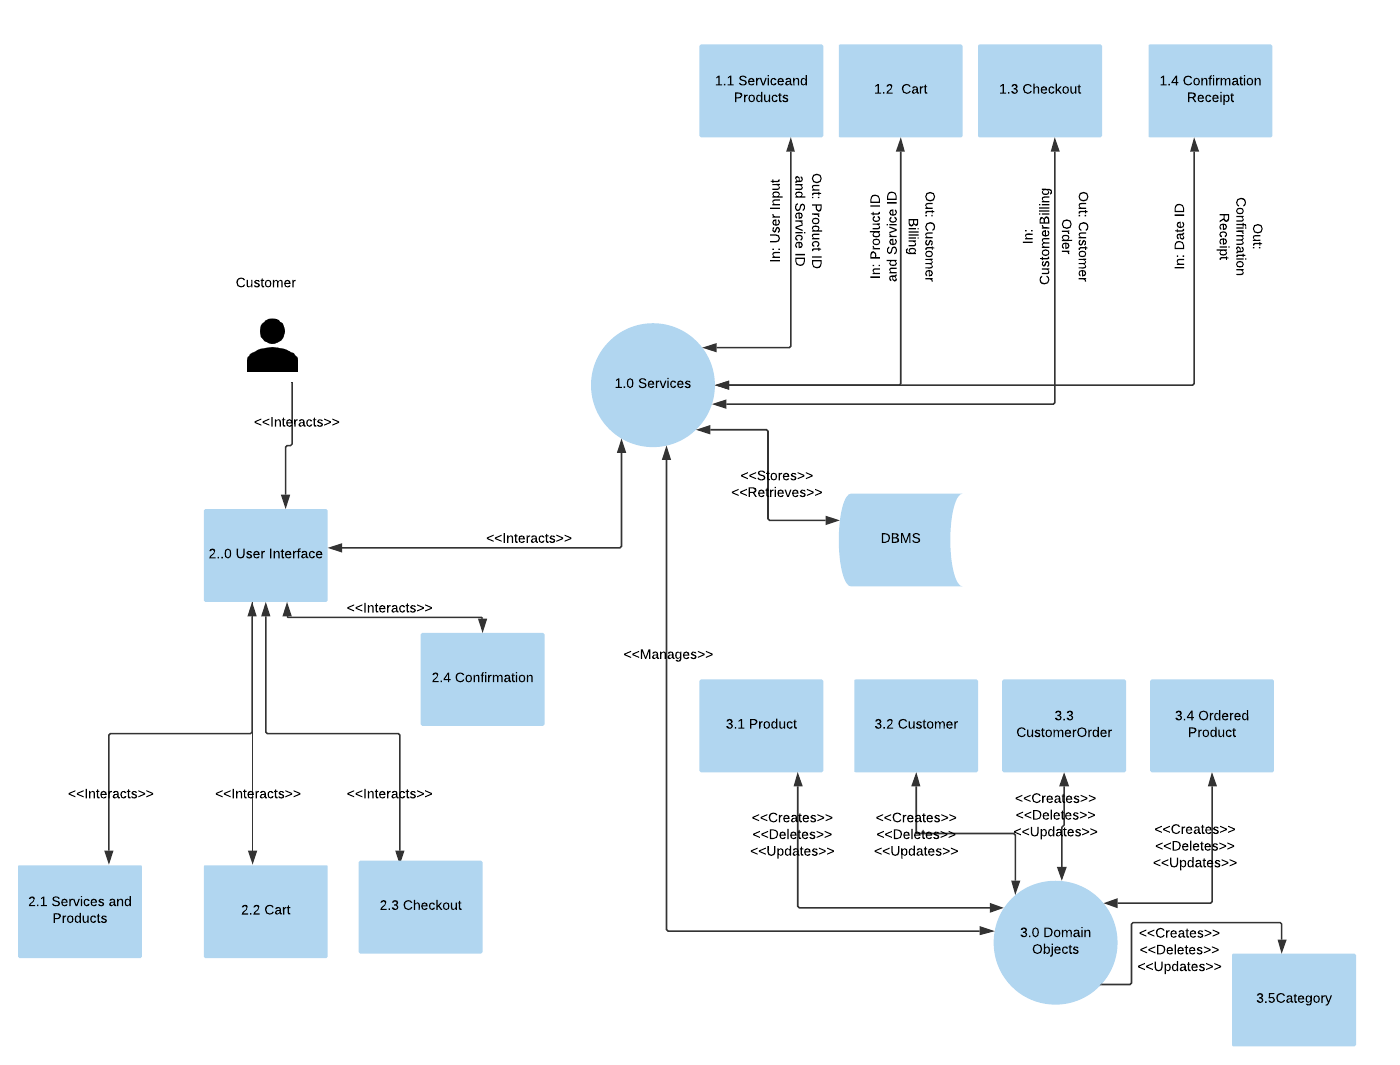 1.1 Serviceand
Products
1.2 Cart
1.3 Checkout
1.4 Confirmation
Receipt
In: User Input
Out: Product ID
and Service ID
In: Product ID
and Service ID
Out: Customer
Billing
In:
CustomerBilling
Out: Customer
Order
In: Date ID
Out:
Confirmation
Receipt
Customer
<<Interacts>>
1.0 Services
<<Stores>>
<<Retrieves>>
DBMS
2..0 User Interface
<<Interacts>>
<<Interacts>>
2.4 Confirmation
<<Manages>>
<<Interacts>>
<<Interacts>>
<<Interacts>>
2.1 Services and
Products
2.2 Cart
2.3 Checkout
3.1 Product
3.2 Customer
3.3
CustomerOrder
3.4 Ordered
Product
<<Creates>>
<<Deletes>>
<<Updates>>
<<Creates>>
<<Deletes>>
<<Updates>>
<<Creates>>
<<Deletes>>
<<Updates>>
<<Creates>>
<<Deletes>>
<<Updates>>
3.0 Domain
Objects
<<Creates>>
<<Deletes>>
<<Updates>>
3.5Category